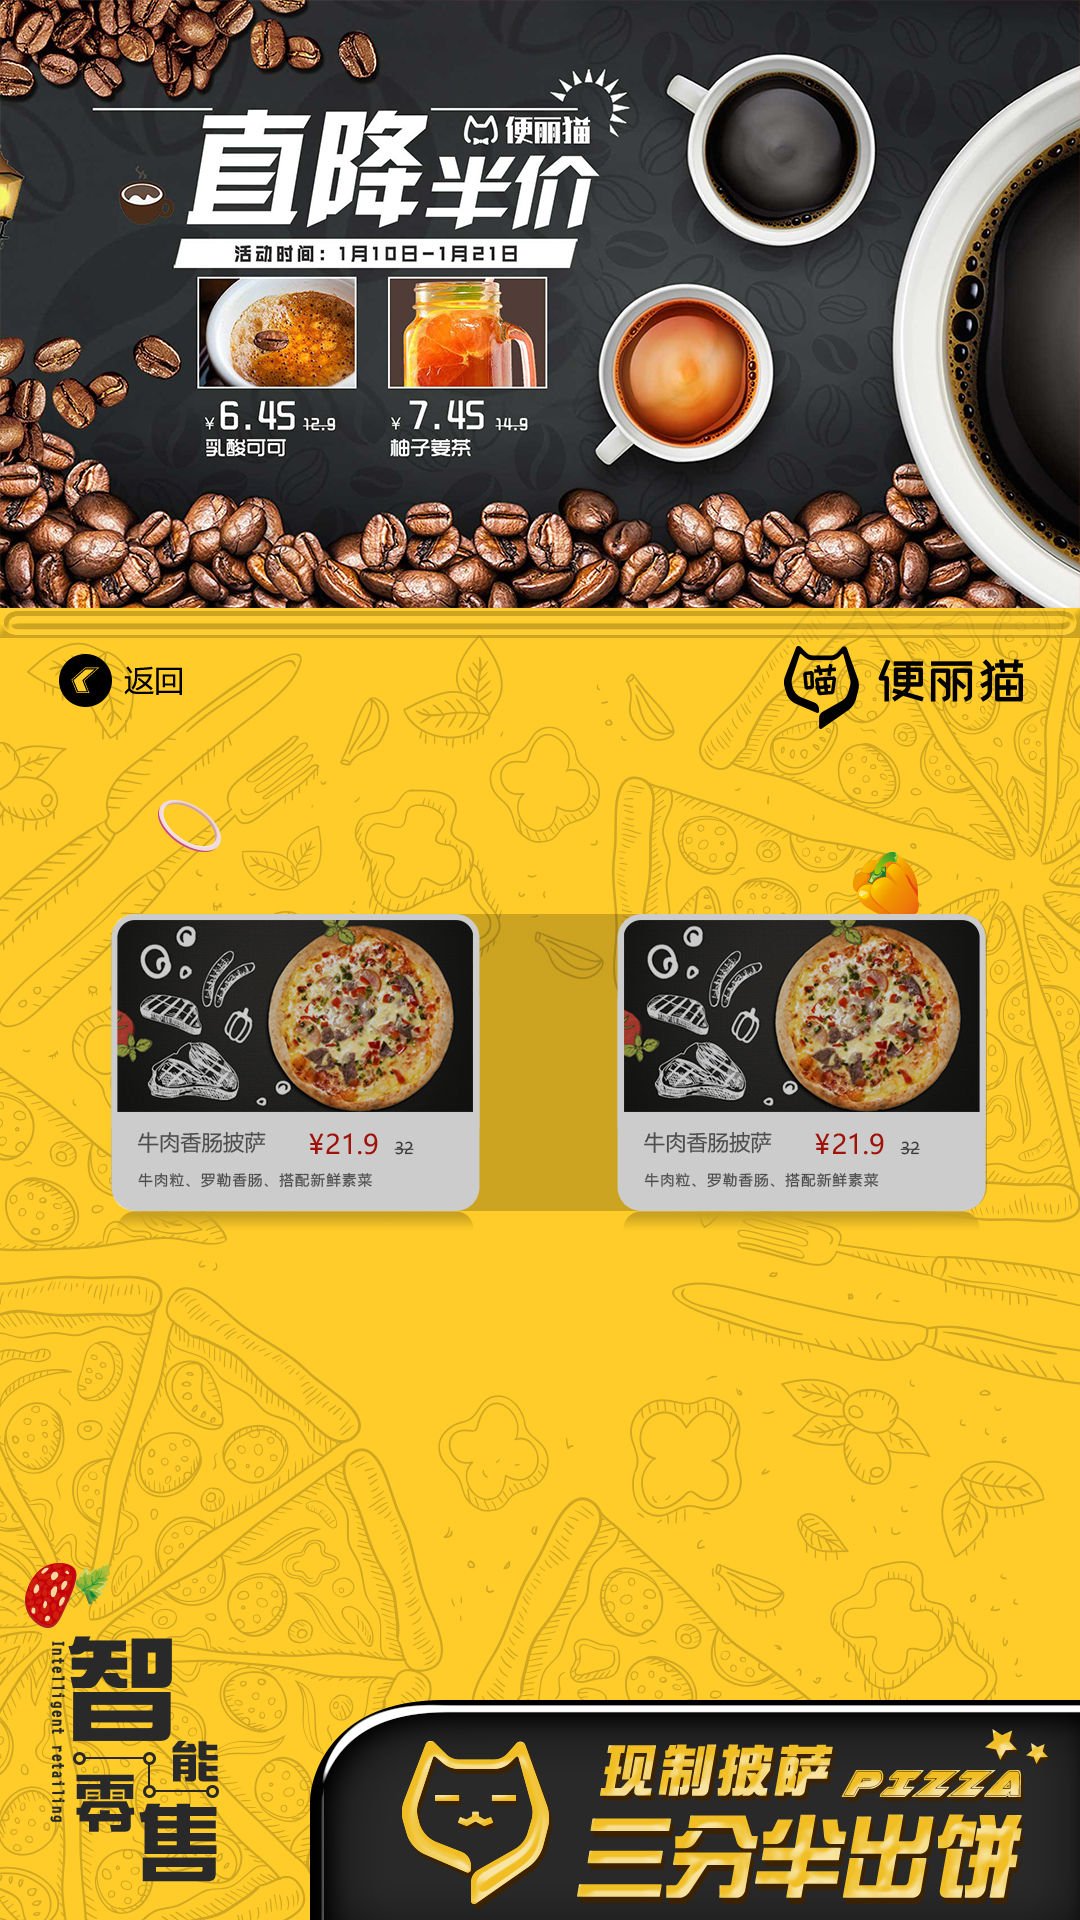 便丽猫
直降半价
活动时间：1月10日-1月21日
¥6.45 12.9
乳酸可可
¥7.45 14.9
柚子姜茶
返回
喵 便丽猫
牛肉香肠披萨 ¥21.9 32
牛肉粒、罗勒香肠、搭配新鲜素菜
牛肉香肠披萨 ¥21.9 32
牛肉粒、罗勒香肠、搭配新鲜素菜
智能零售
Intelligent retailing
现制披萨 PIZZA
三分半出饼